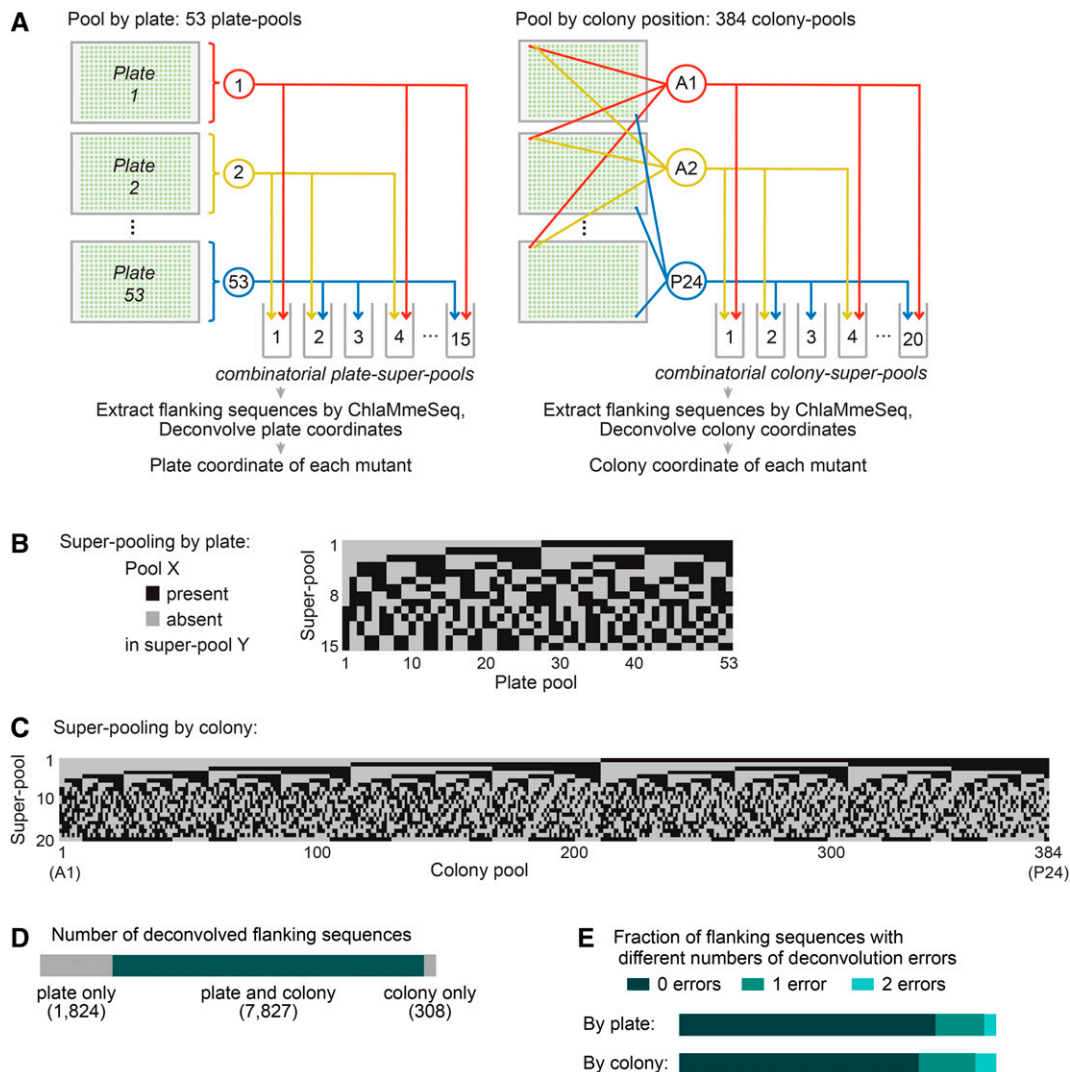 A
Pool by plate: 53 plate-pools
Plate
1
1
Plate
2
2
⋮
Plate
53
53
1
2
3
4
...
15
combinatorial plate-super-pools
Extract flanking sequences by ChlaMmeSeq,
Deconvolve plate coordinates
Plate coordinate of each mutant
Pool by colony position: 384 colony-pools
A1
A2
⋮
P24
1
2
3
4
...
20
combinatorial colony-super-pools
Extract flanking sequences by ChlaMmeSeq,
Deconvolve colony coordinates
Colony coordinate of each mutant
B
Super-pooling by plate:
Pool X
present
absent
in super-pool Y
Super-pool
1
8
15
1
10
20
30
40
53
Plate pool
C
Super-pooling by colony:
Super-pool
1
10
20
1
(A1)
100
200
300
384
(P24)
Colony pool
D
Number of deconvolved flanking sequences
plate only
(1,824)
plate and colony
(7,827)
colony only
(308)
E
Fraction of flanking sequences with
different numbers of deconvolution errors
0 errors
1 error
2 errors
By plate:
By colony: